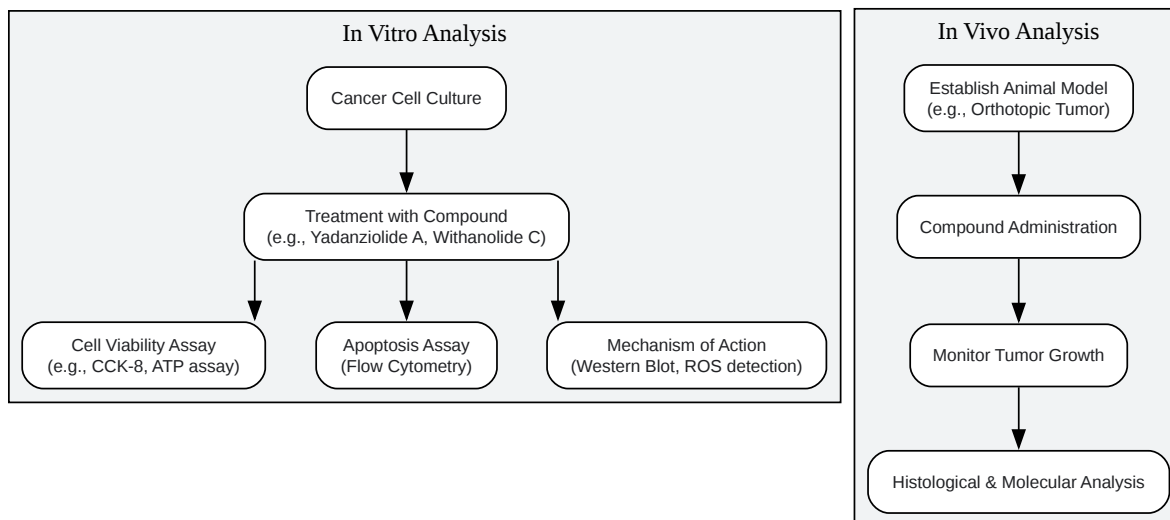 In Vitro Analysis
Cancer Cell Culture
Treatment with Compound
(e.g., Yadanziolide A, Withanolide C)
Cell Viability Assay
(e.g., CCK-8, ATP assay)
Apoptosis Assay
(Flow Cytometry)
Mechanism of Action
(Western Blot, ROS detection)
In Vivo Analysis
Establish Animal Model
(e.g., Orthotopic Tumor)
Compound Administration
Monitor Tumor Growth
Histological & Molecular Analysis